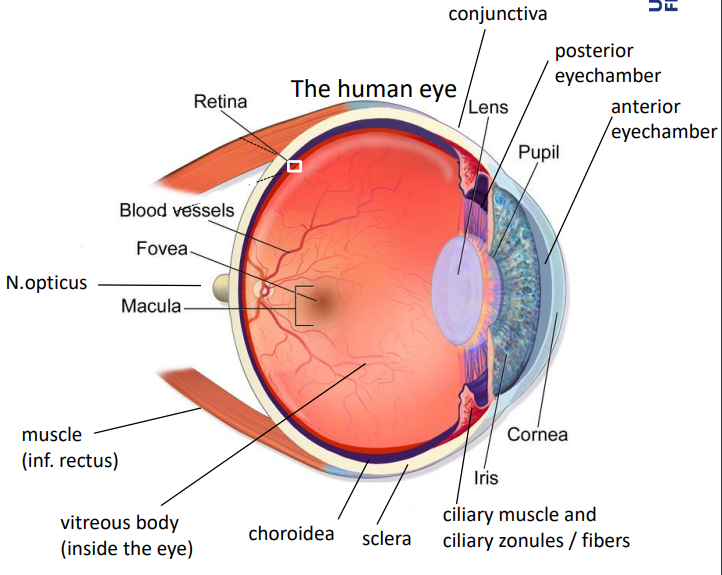 conjunctiva
posterior
eyechamber
The human eye
Retina
Lens
anterior
eyechamber
Pupil
Blood vessels
Fovea
N.opticus
Macula
muscle
(inf. rectus)
Cornea
Iris
vitreous body
(inside the eye)
choroidea
sclera
ciliary muscle and
ciliary zonules / fibers